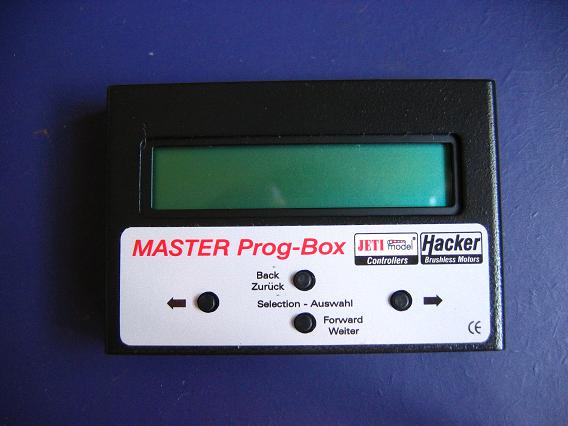 MASTER Prog-Box
JETI model
Controllers
Hacker
Brushless Motors
Back
Zurück
Selection - Auswahl
Forward
Weiter
CE